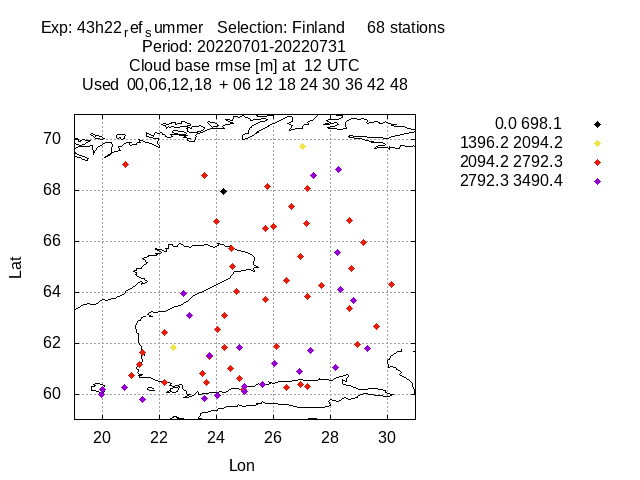 Exp: 43h22refsummer   Selection: Finland     68 stations
Period: 20220701-20220731
Cloud base rmse [m] at  12 UTC
Used  00,06,12,18  + 06 12 18 24 30 36 42 48
0.0 698.1
1396.2 2094.2
2094.2 2792.3
2792.3 3490.4
70
68
66
64
62
60
Lat
20 22 24 26 28 30
Lon